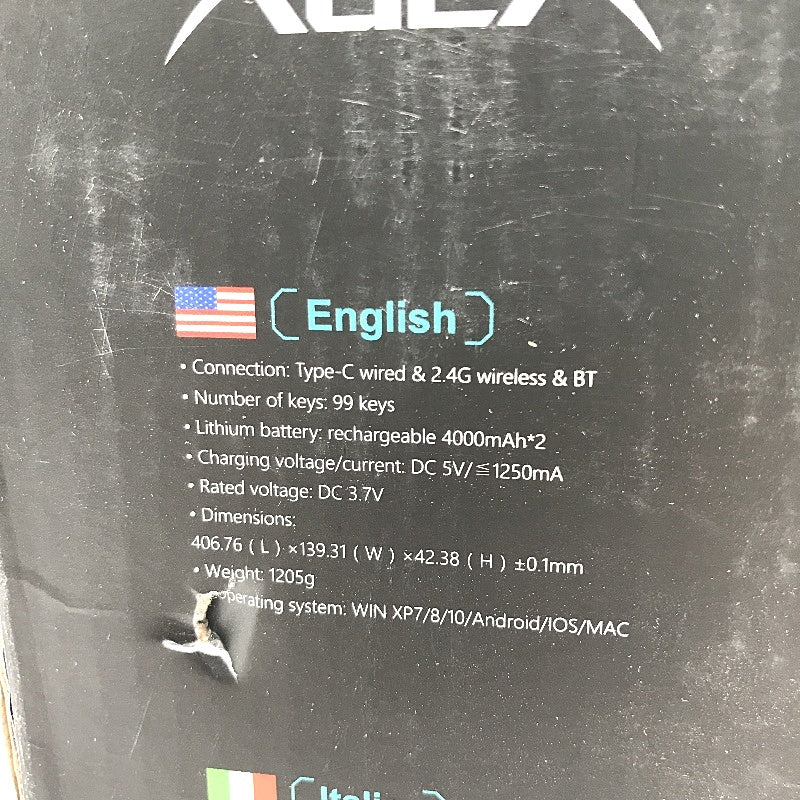 English
• Connection: Type-C wired & 2.4G wireless & BT
• Number of keys: 99 keys
• Lithium battery: rechargeable 4000mAh*2
• Charging voltage/current: DC 5V/≦1250mA
• Rated voltage: DC 3.7V
• Dimensions:
406.76 ( L ) ×139.31 ( W ) ×42.38 ( H ) ±0.1mm
• Weight: 1205g
operating system: WIN XP7/8/10/Android/IOS/MAC